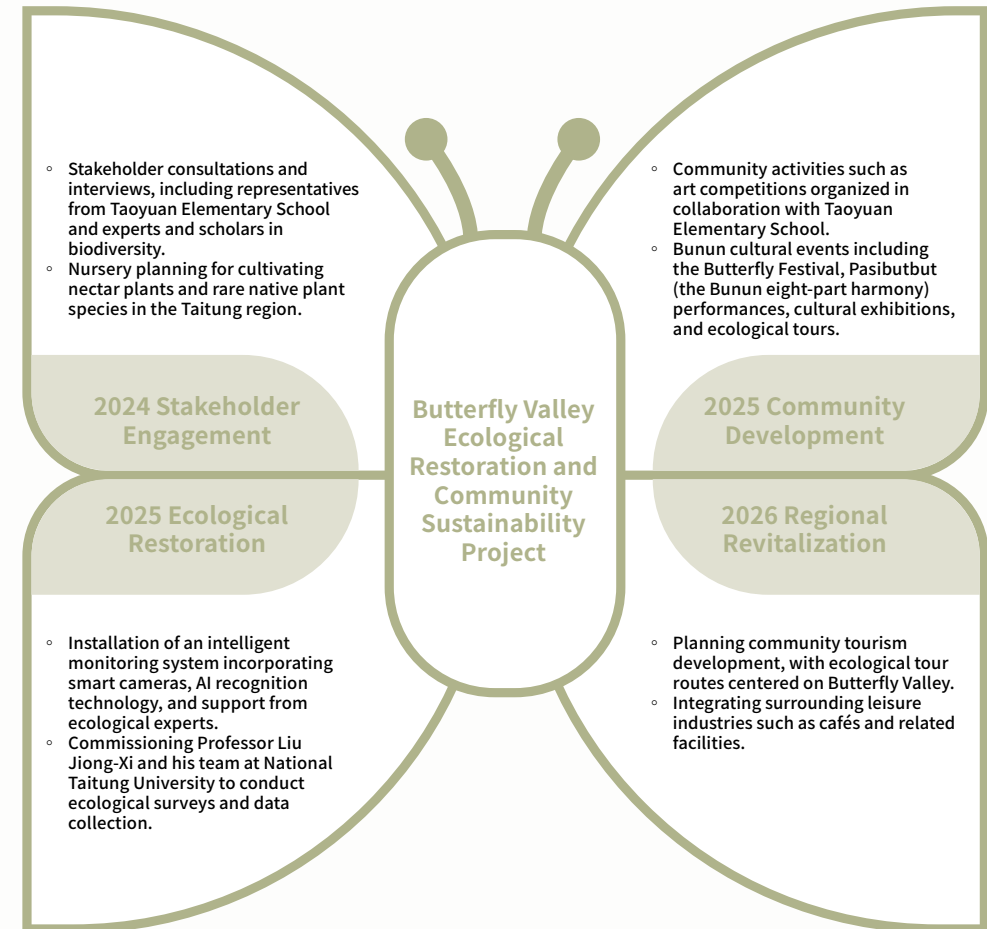 ◦ Stakeholder consultations and
interviews, including representatives
from Taoyuan Elementary School
and experts and scholars in
biodiversity.
◦ Nursery planning for cultivating
nectar plants and rare native plant
species in the Taitung region.
2024 Stakeholder
Engagement
2025 Ecological
Restoration
◦ Installation of an intelligent
monitoring system incorporating
smart cameras, AI recognition
technology, and support from
ecological experts.
◦ Commissioning Professor Liu
Jiong-Xi and his team at National
Taitung University to conduct
ecological surveys and data
collection.
Butterfly Valley
Ecological
Restoration and
Community
Sustainability
Project
◦ Community activities such as
art competitions organized in
collaboration with Taoyuan
Elementary School.
◦ Bunun cultural events including
the Butterfly Festival, Pasibutbut
(the Bunun eight-part harmony)
performances, cultural exhibitions,
and ecological tours.
2025 Community
Development
2026 Regional
Revitalization
◦ Planning community tourism
development, with ecological tour
routes centered on Butterfly Valley.
◦ Integrating surrounding leisure
industries such as cafés and related
facilities.